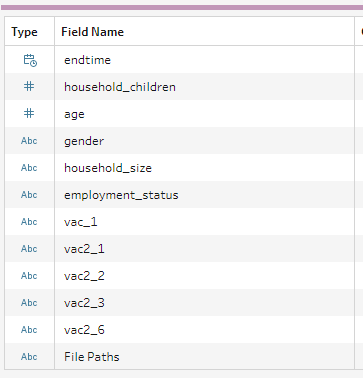 Type Field Name
endtime
# household_children
# age
Abc gender
Abc household_size
Abc employment_status
Abc vac_1
Abc vac2_1
Abc vac2_2
Abc vac2_3
Abc vac2_6
Abc File Paths